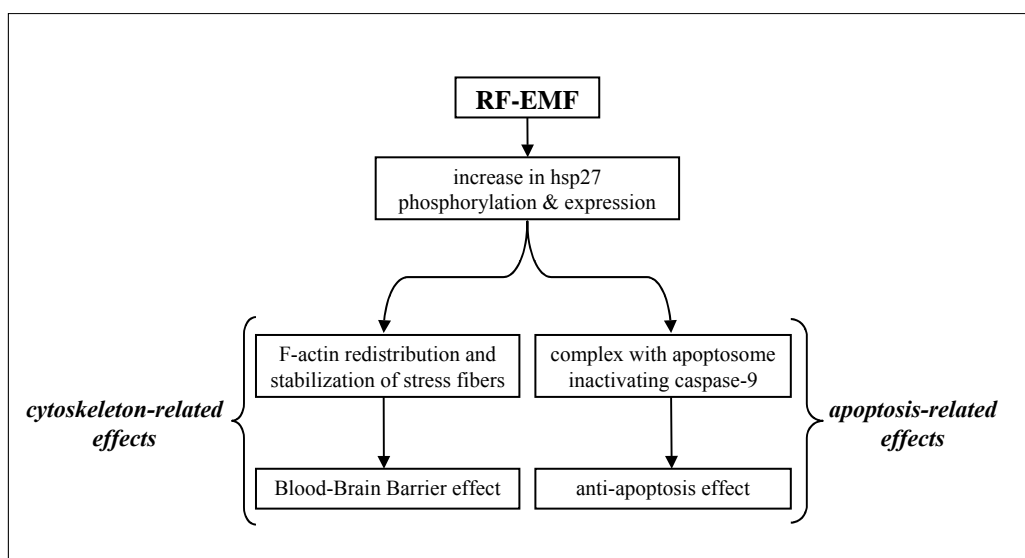 RF-EMF
increase in hsp27
phosphorylation & expression
F-actin redistribution and
stabilization of stress fibers
complex with apoptosome
inactivating caspase-9
cytoskeleton-related
effects
apoptosis-related
effects
Blood-Brain Barrier effect
anti-apoptosis effect